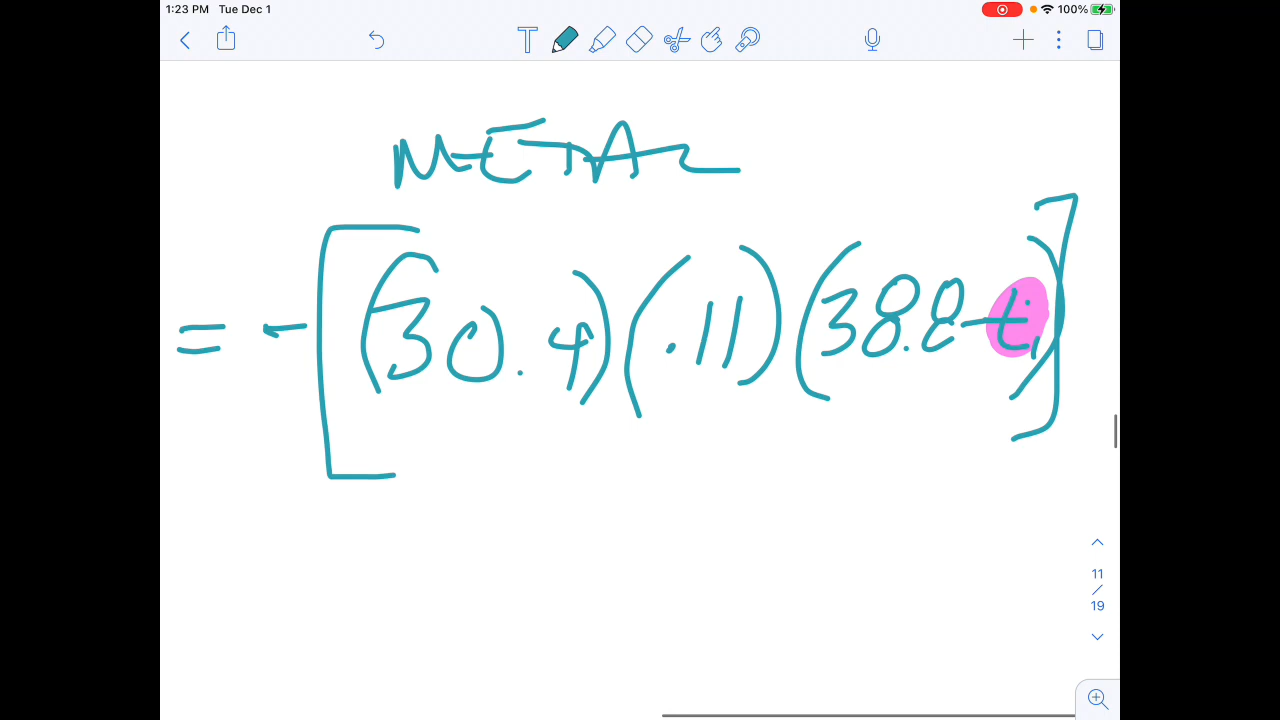 1:23 PM Tue Dec 1 100%
T
METAL
= - [(30.4)(.11)(38.8-ti)]
11
/
19